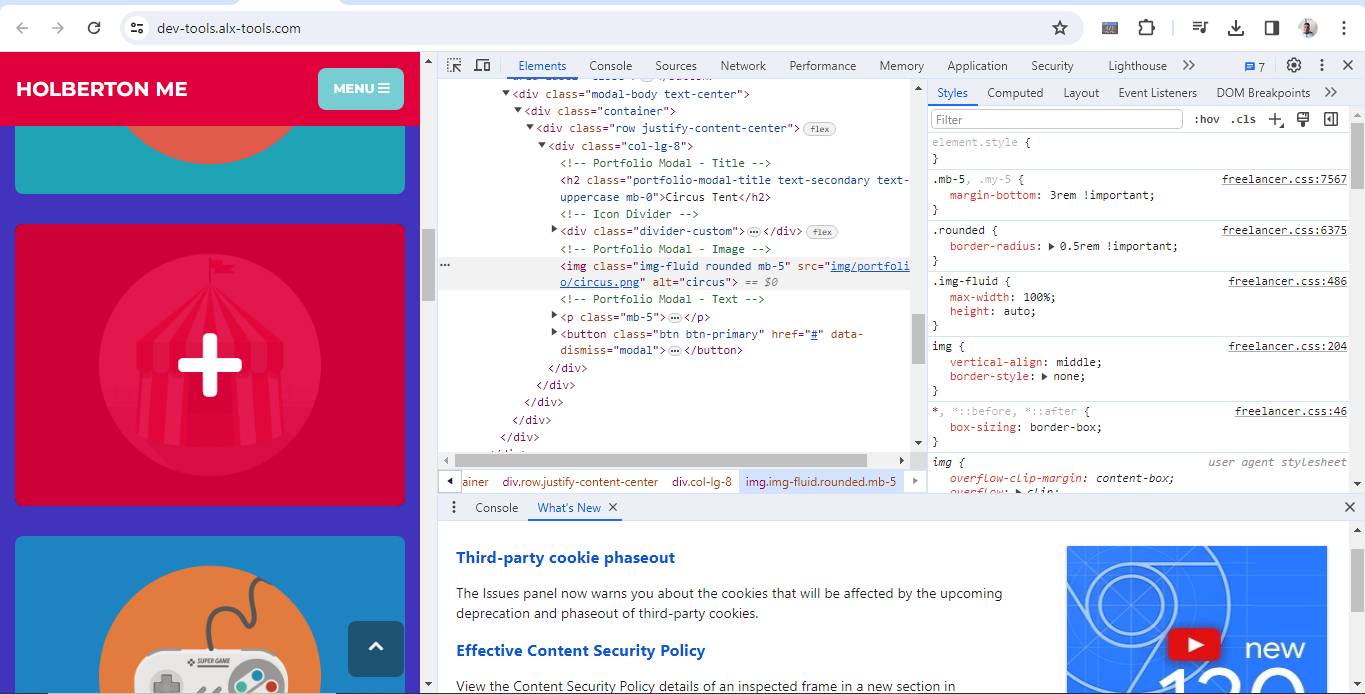 dev-tools.alx-tools.com
HOLBERTON ME
MENU
SUPER GAME
Elements
Console
Sources
Network
Performance
Memory
Application
Security
Lighthouse
7
<div class="modal-body text-center">
<div class="container">
<div class="row justify-content-center"> flex
<div class="col-lg-8">
<!-- Portfolio Modal - Title -->
<h2 class="portfolio-modal-title text-secondary text-
uppercase mb-0">Circus Tent</h2>
<!-- Icon Divider -->
<div class="divider-custom">…</div> flex
<!-- Portfolio Modal - Image -->
<img class="img-fluid rounded mb-5" src="img/portfoli
o/circus.png" alt="circus"> == $0
<!-- Portfolio Modal - Text -->
<p class="mb-5">…</p>
<button class="btn btn-primary" href="#" data-
dismiss="modal">…</button>
</div>
</div>
</div>
</div>
</div>
ainer div.row.justify-content-center div.col-lg-8 img.img-fluid.rounded.mb-5
Styles
Computed
Layout
Event Listeners
DOM Breakpoints
Filter
:hov .cls
element.style {
}
.mb-5, .my-5 { freelancer.css:7567
margin-bottom: 3rem !important;
}
.rounded { freelancer.css:6375
border-radius: 0.5rem !important;
}
.img-fluid { freelancer.css:486
max-width: 100%;
height: auto;
}
img { freelancer.css:204
vertical-align: middle;
border-style: none;
}
*, *::before, *::after { freelancer.css:46
box-sizing: border-box;
}
img { user agent stylesheet
overflow-clip-margin: content-box;
overflow: clip;
Console
What's New
Third-party cookie phaseout
The Issues panel now warns you about the cookies that will be affected by the upcoming
deprecation and phaseout of third-party cookies.
Effective Content Security Policy
View the Content Security Policy details of an inspected frame in a new section in
new
120